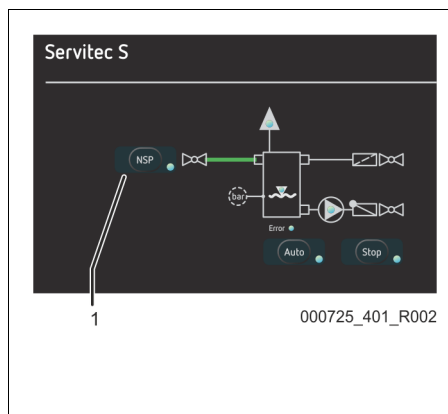 Servitec S
NSP
bar
Error
Auto
Stop
1
000725_401_R002